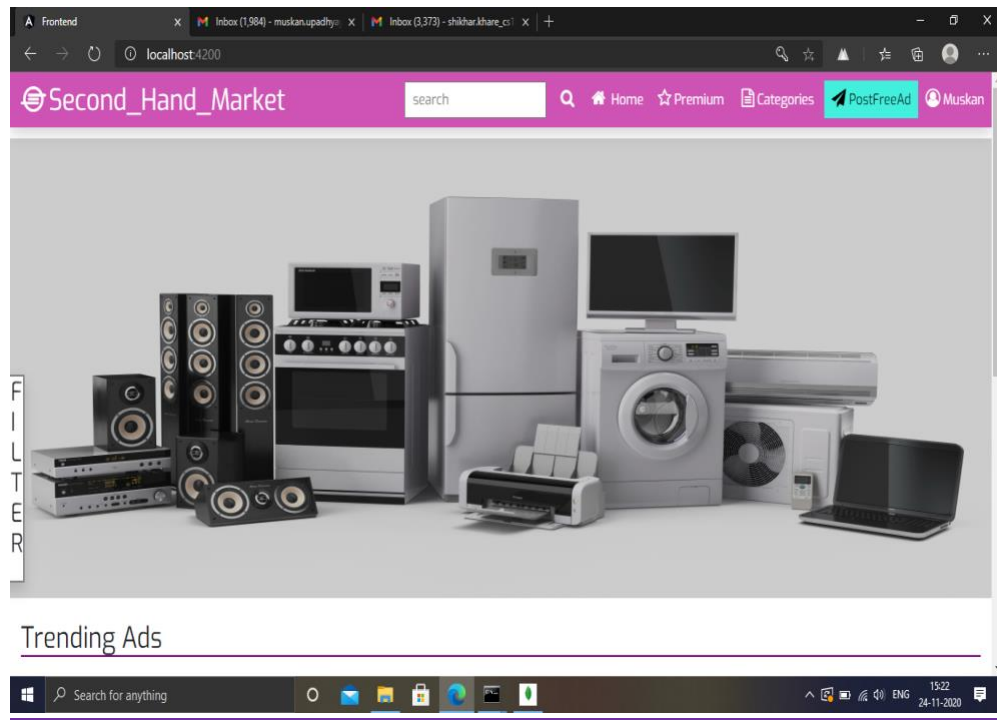 Frontend
Inbox (1,984) - muskan.upadhya
Inbox (3,373) - shikhar.khare_cs1
localhost:4200
Second_Hand_Market
search
Home
Premium
Categories
PostFreeAd
Muskan
F
I
L
T
E
R
Trending Ads
Search for anything
ENG
15:22
24-11-2020